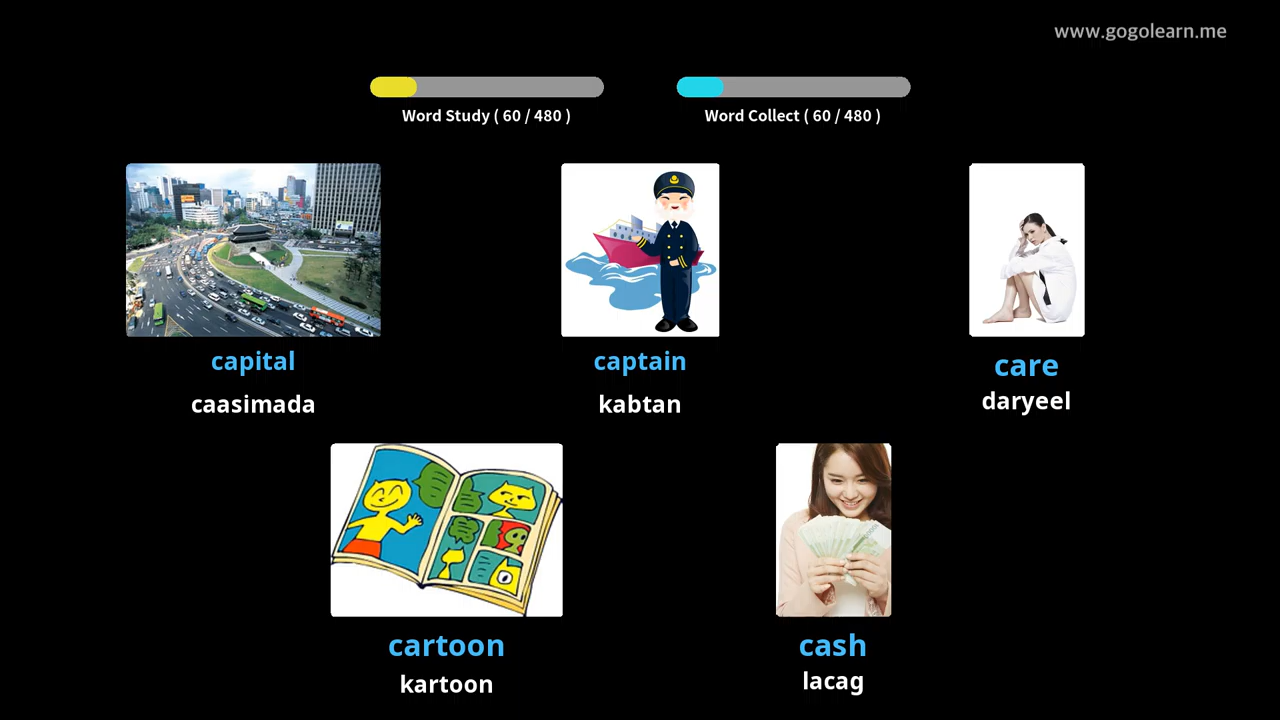 www.gogolearn.me
Word Study ( 60 / 480 )
Word Collect ( 60 / 480 )
capital
caasimada
captain
kabtan
care
daryeel
cartoon
kartoon
cash
lacag